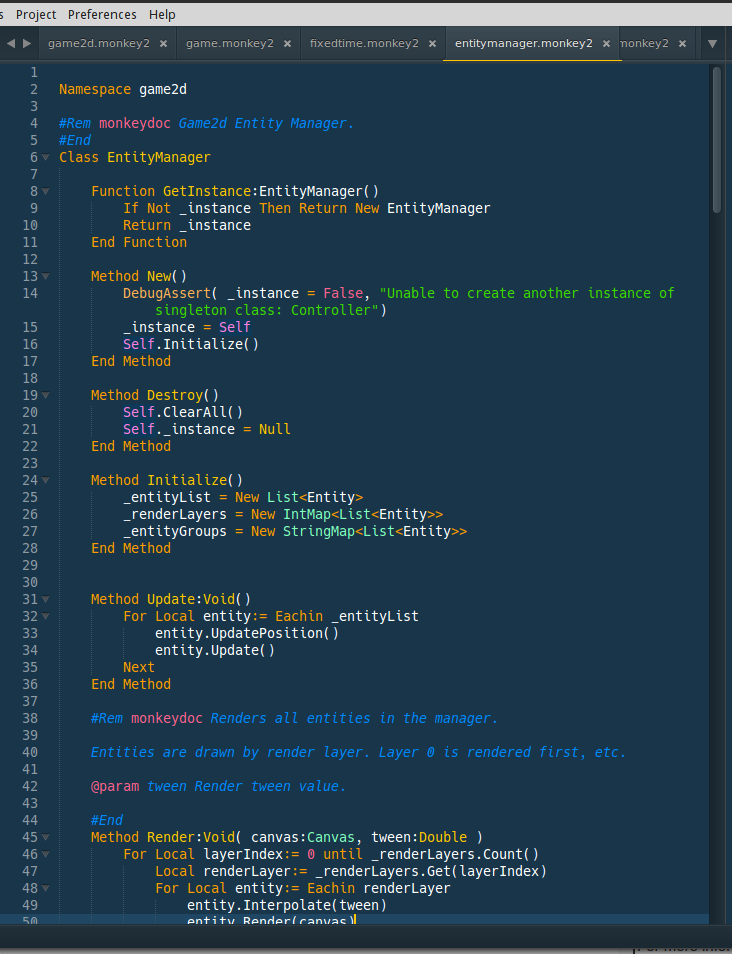 s Project Preferences Help
game2d.monkey2 × game.monkey2 × fixedtime.monkey2 × entitymanager.monkey2 × monkey2 ×
1
2 Namespace game2d
3
4 #Rem monkeydoc Game2d Entity Manager.
5 #End
6 Class EntityManager
7
8 Function GetInstance:EntityManager()
9 If Not _instance Then Return New EntityManager
10 Return _instance
11 End Function
12
13 Method New()
14 DebugAssert( _instance = False, "Unable to create another instance of
singleton class: Controller")
15 _instance = Self
16 Self.Initialize()
17 End Method
18
19 Method Destroy()
20 Self.ClearAll()
21 Self._instance = Null
22 End Method
23
24 Method Initialize()
25 _entityList = New List<Entity>
26 _renderLayers = New IntMap<List<Entity>>
27 _entityGroups = New StringMap<List<Entity>>
28 End Method
29
30
31 Method Update:Void()
32 For Local entity:= Eachin _entityList
33 entity.UpdatePosition()
34 entity.Update()
35 Next
36 End Method
37
38 #Rem monkeydoc Renders all entities in the manager.
39
40 Entities are drawn by render layer. Layer 0 is rendered first, etc.
41
42 @param tween Render tween value.
43
44 #End
45 Method Render:Void( canvas:Canvas, tween:Double )
46 For Local layerIndex:= 0 until _renderLayers.Count()
47 Local renderLayer:= _renderLayers.Get(layerIndex)
48 For Local entity:= Eachin renderLayer
49 entity.Interpolate(tween)
50 entity.Render(canvas)